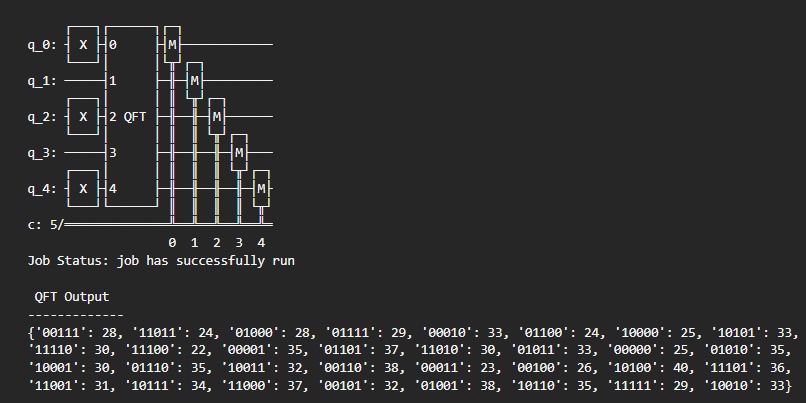 ┌───┐┌──────┐┌─┐
q_0: ┤ X ├┤0     ├┤M├────────────
     └───┘│      │└╥┘┌─┐
q_1: ─────┤1     ├─╫─┤M├─────────
     ┌───┐│      │ ║ └╥┘┌─┐
q_2: ┤ X ├┤2 QFT ├─╫──╫─┤M├──────
     └───┘│      │ ║  ║ └╥┘┌─┐
q_3: ─────┤3     ├─╫──╫──╫─┤M├───
     ┌───┐│      │ ║  ║  ║ └╥┘┌─┐
q_4: ┤ X ├┤4     ├─╫──╫──╫──╫─┤M├
     └───┘└──────┘ ║  ║  ║  ║ └╥┘
c: 5/══════════════╩══╩══╩══╩══╩═
                   0  1  2  3  4
Job Status: job has successfully run
QFT Output
-------------
{'00111': 28, '11011': 24, '01000': 28, '01111': 29, '00010': 33, '01100': 24, '10000': 25, '10101': 33,
'11110': 30, '11100': 22, '00001': 35, '01101': 37, '11010': 30, '01011': 33, '00000': 25, '01010': 35,
'10001': 30, '01110': 35, '10011': 32, '00110': 38, '00011': 23, '00100': 26, '10100': 40, '11101': 36,
'11001': 31, '10111': 34, '11000': 37, '00101': 32, '01001': 38, '10110': 35, '11111': 29, '10010': 33}